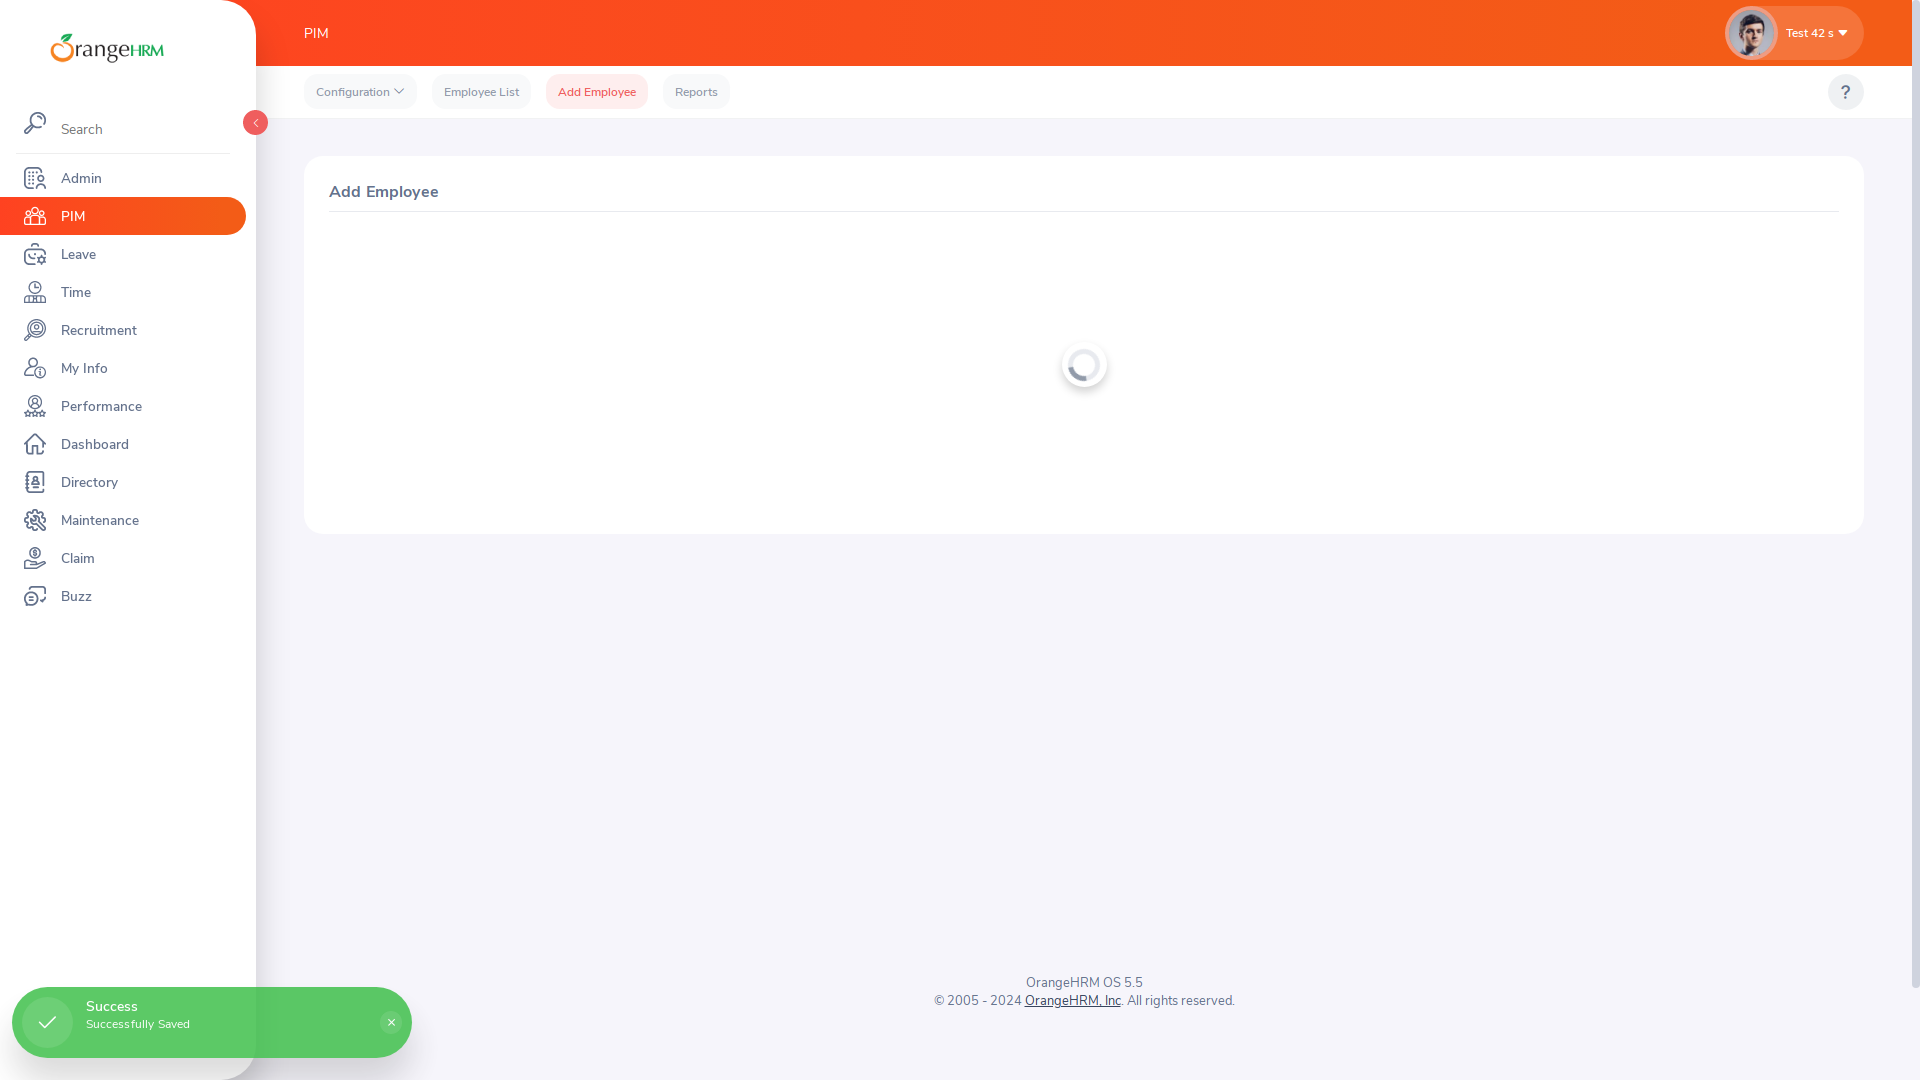 OrangeHRM
PIM
Test 42 s
Configuration
Employee List
Add Employee
Reports
?
Search
Admin
PIM
Leave
Time
Recruitment
My Info
Performance
Dashboard
Directory
Maintenance
Claim
Buzz
Add Employee
OrangeHRM OS 5.5
© 2005 - 2024 OrangeHRM, Inc. All rights reserved.
Success
Successfully Saved